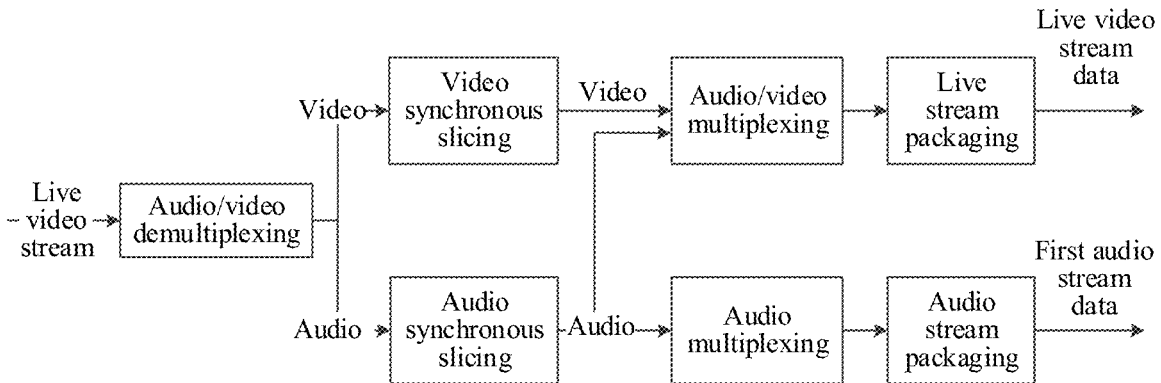 Live
video
stream
Audio/video
demultiplexing
Video
Video
synchronous
slicing
Video
Audio/video
multiplexing
Live
stream
packaging
Live video
stream
data
Audio
Audio
synchronous
slicing
Audio
Audio
multiplexing
Audio
stream
packaging
First audio
stream
data